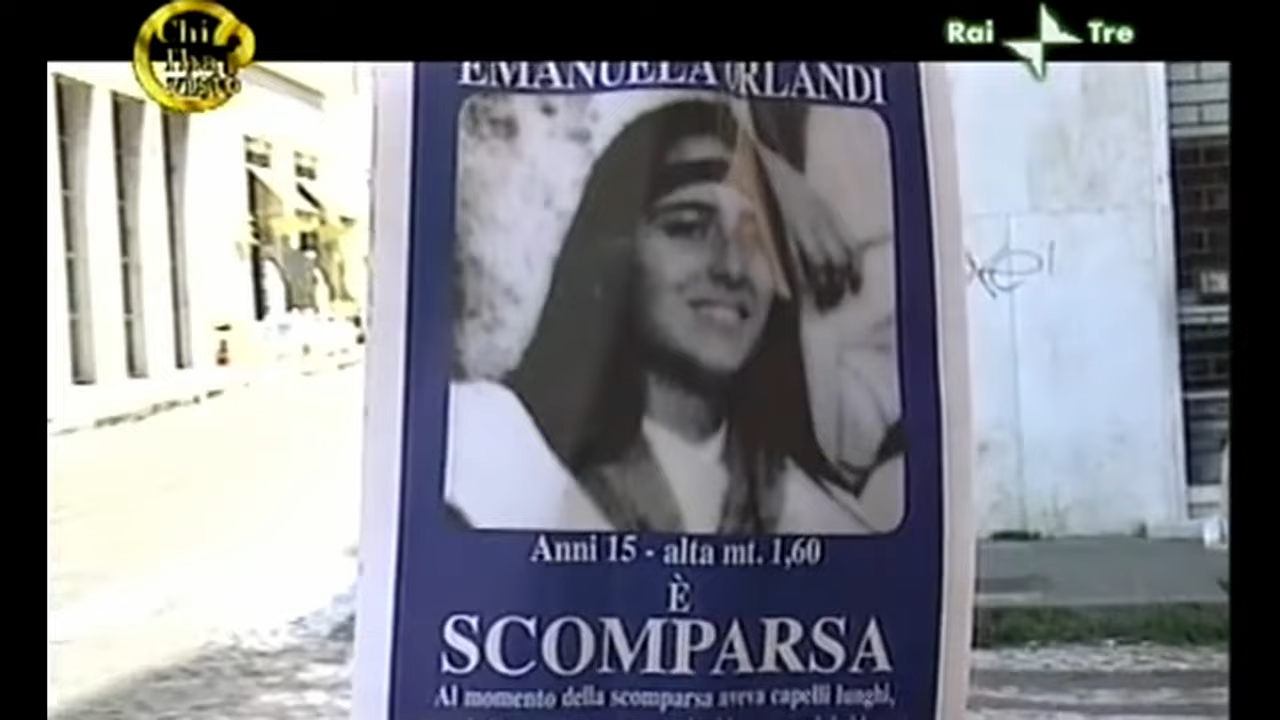 Chi
l'ha
visto
Rai Tre
EMANUELA ORLANDI
Anni 15 - alta mt. 1,60
È
SCOMPARSA
Al momento della scomparsa aveva capelli lunghi,